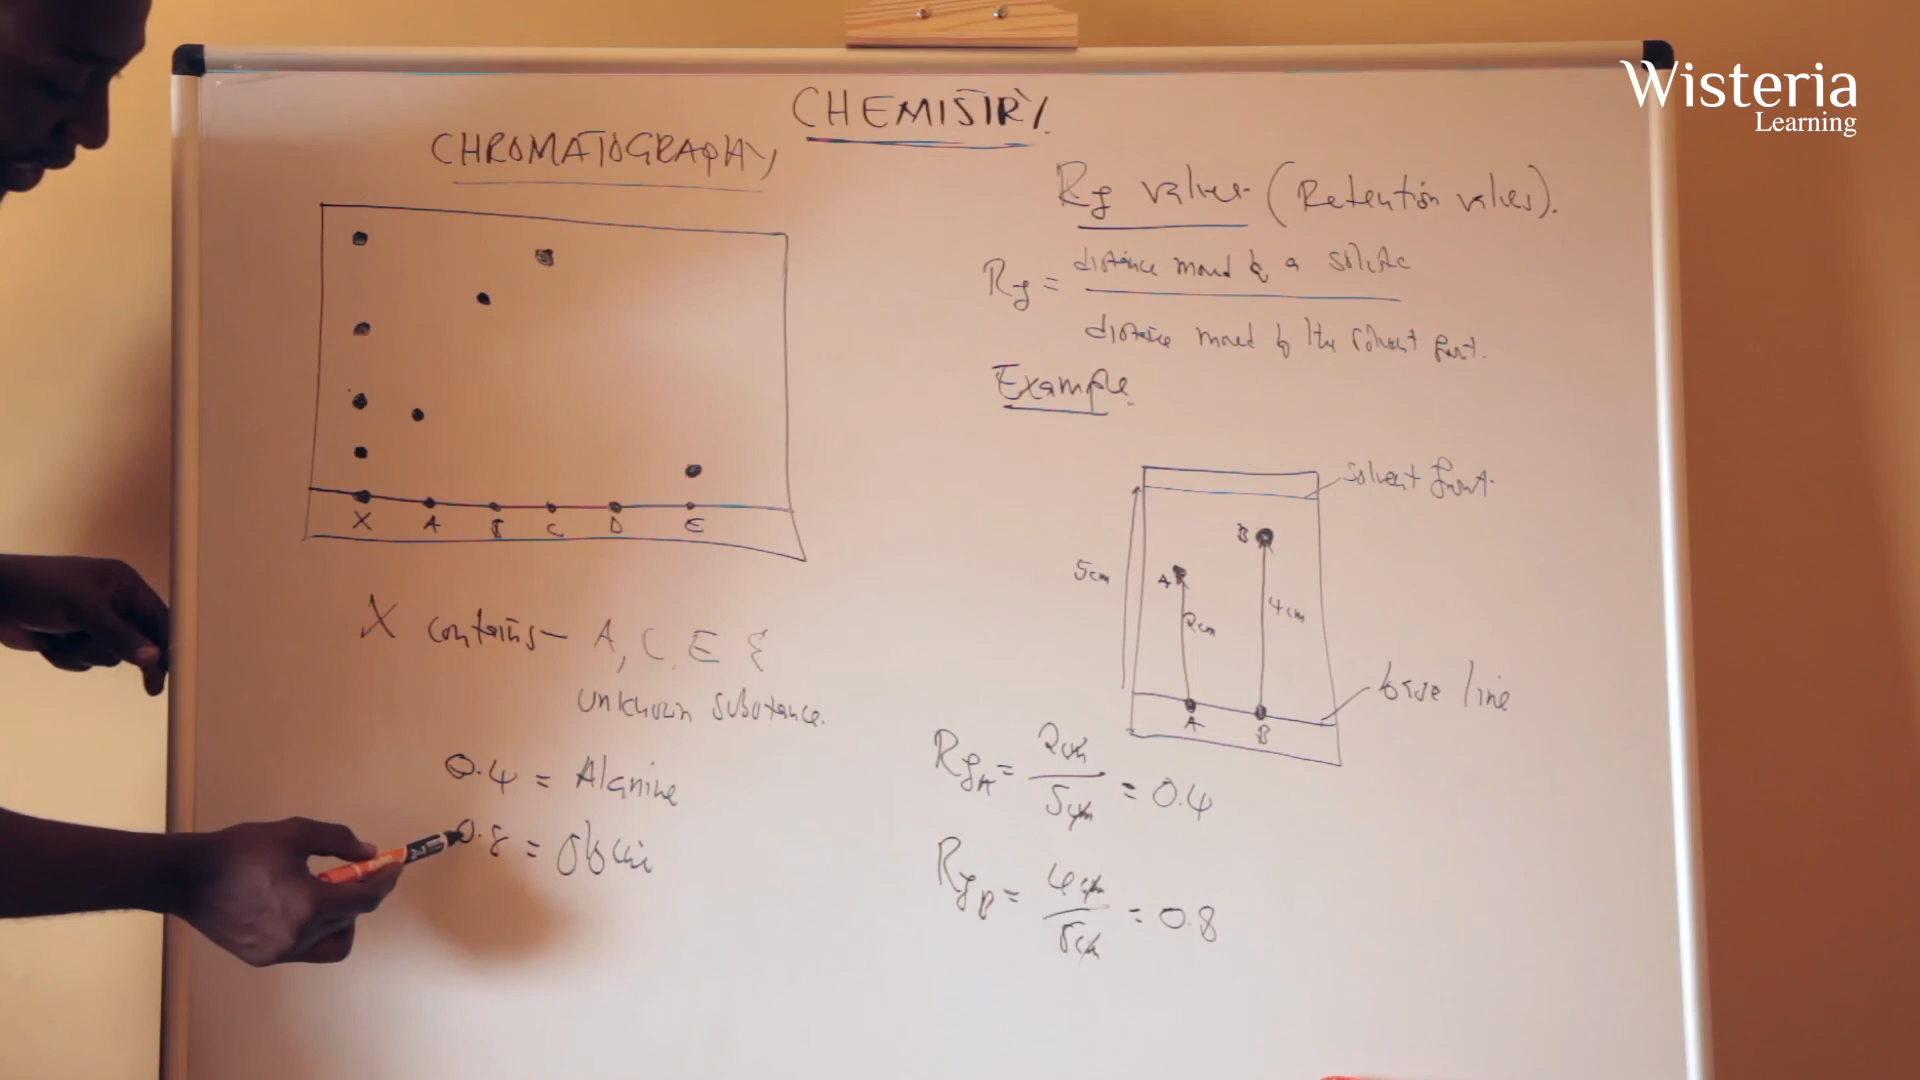 Wisteria
Learning
CHEMISTRY
CHROMATOGRAPHY
X A B C D E
X contains - A, C, E &
unknown substance.
0.4 = Alanine
0.8 =
Rf values (Retention values).
Rf = distance moved by a solute
distance moved by the solvent front.
Example
solvent front
B
5cm
A
2cm
4cm
base line
A B
RfA = 2cm
5cm
= 0.4
RfB = 4cm
5cm
= 0.8